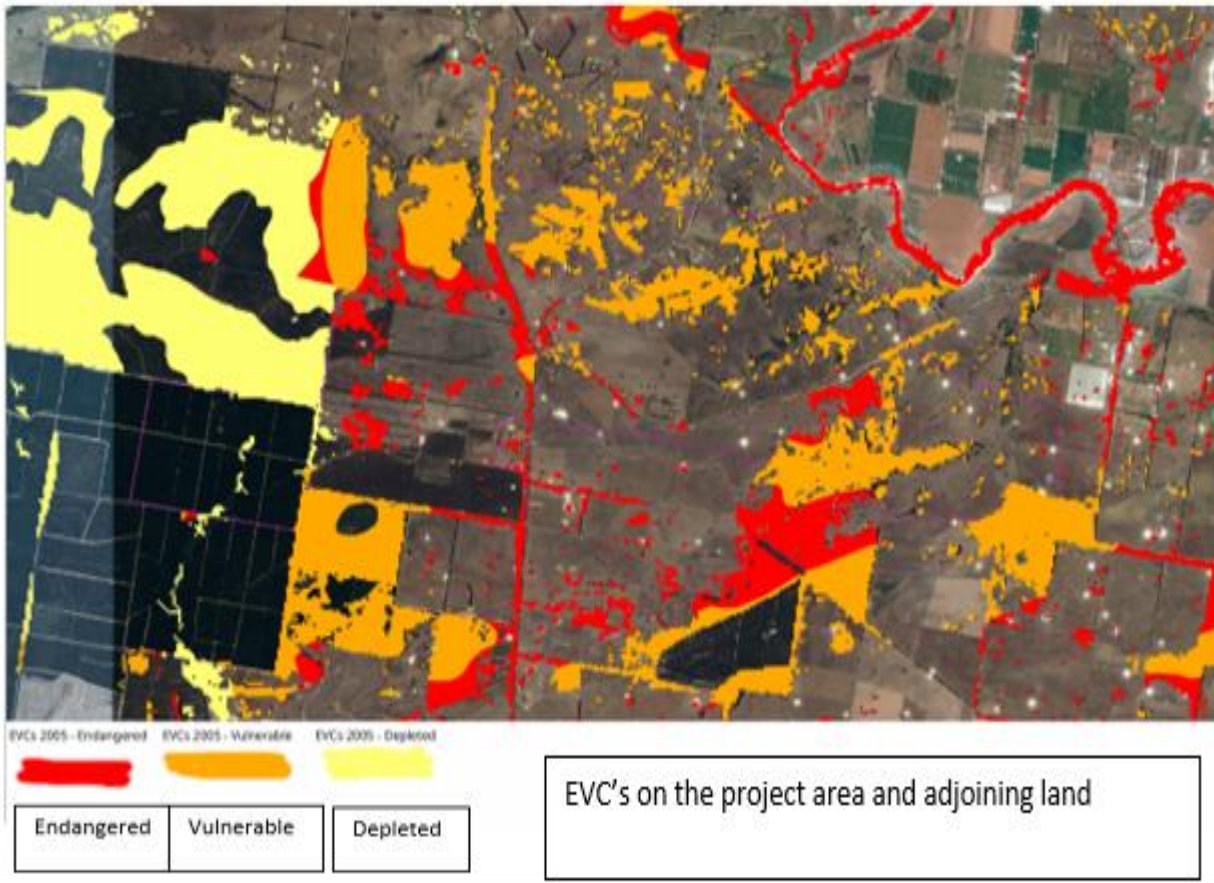 EVCs 2005 - Endangered EVCs 2005 - Vulnerable EVCs 2005 - Depleted
Endangered Vulnerable Depleted
EVC's on the project area and adjoining land